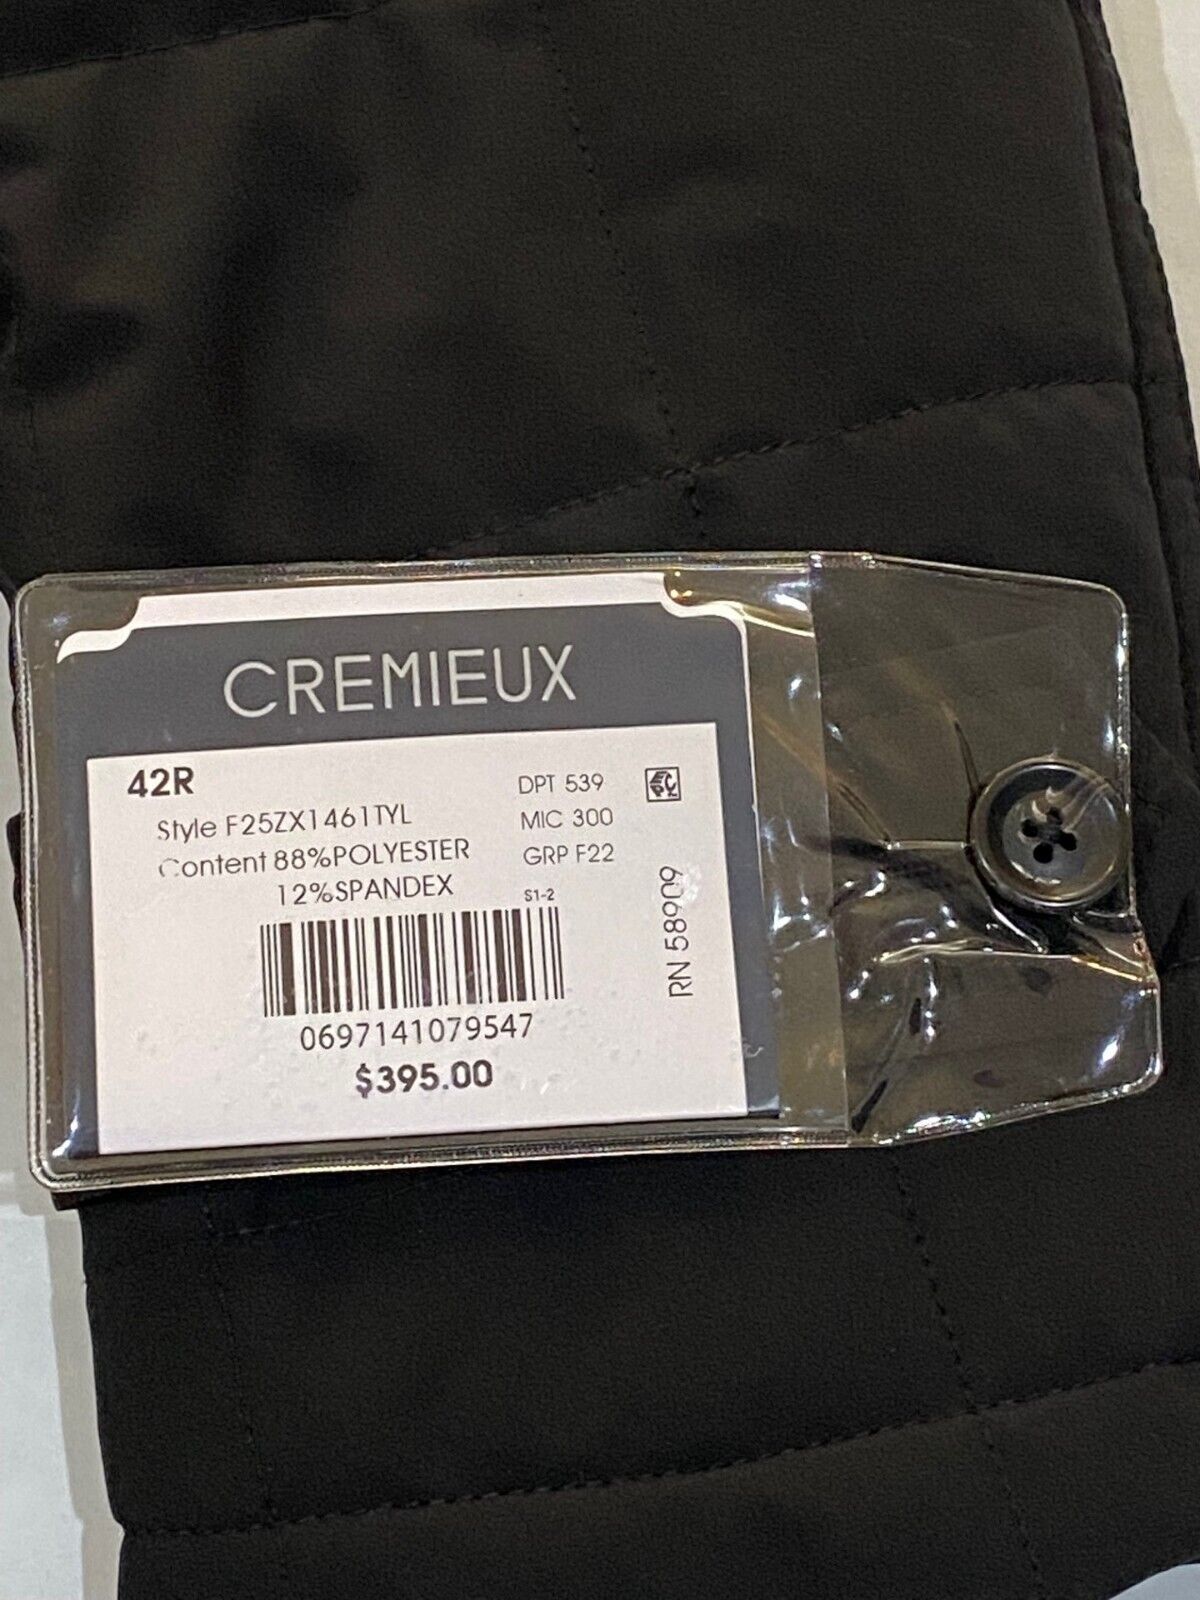 CREMIEUX
42R
DPT 539
Style F25ZX1461TYL
MIC 300
Content 88%POLYESTER
GRP F22
12%SPANDEX
S1-2
RN 58909
0697141079547
$395.00